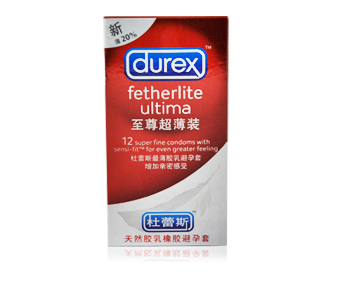 新
薄20%
durex™
fetherlite
ultima
至尊超薄装
12 super fine condoms with
sensi-fit™ for even greater feeling
杜蕾斯最薄胶乳避孕套
增加亲密感受
杜蕾斯
天然胶乳橡胶避孕套